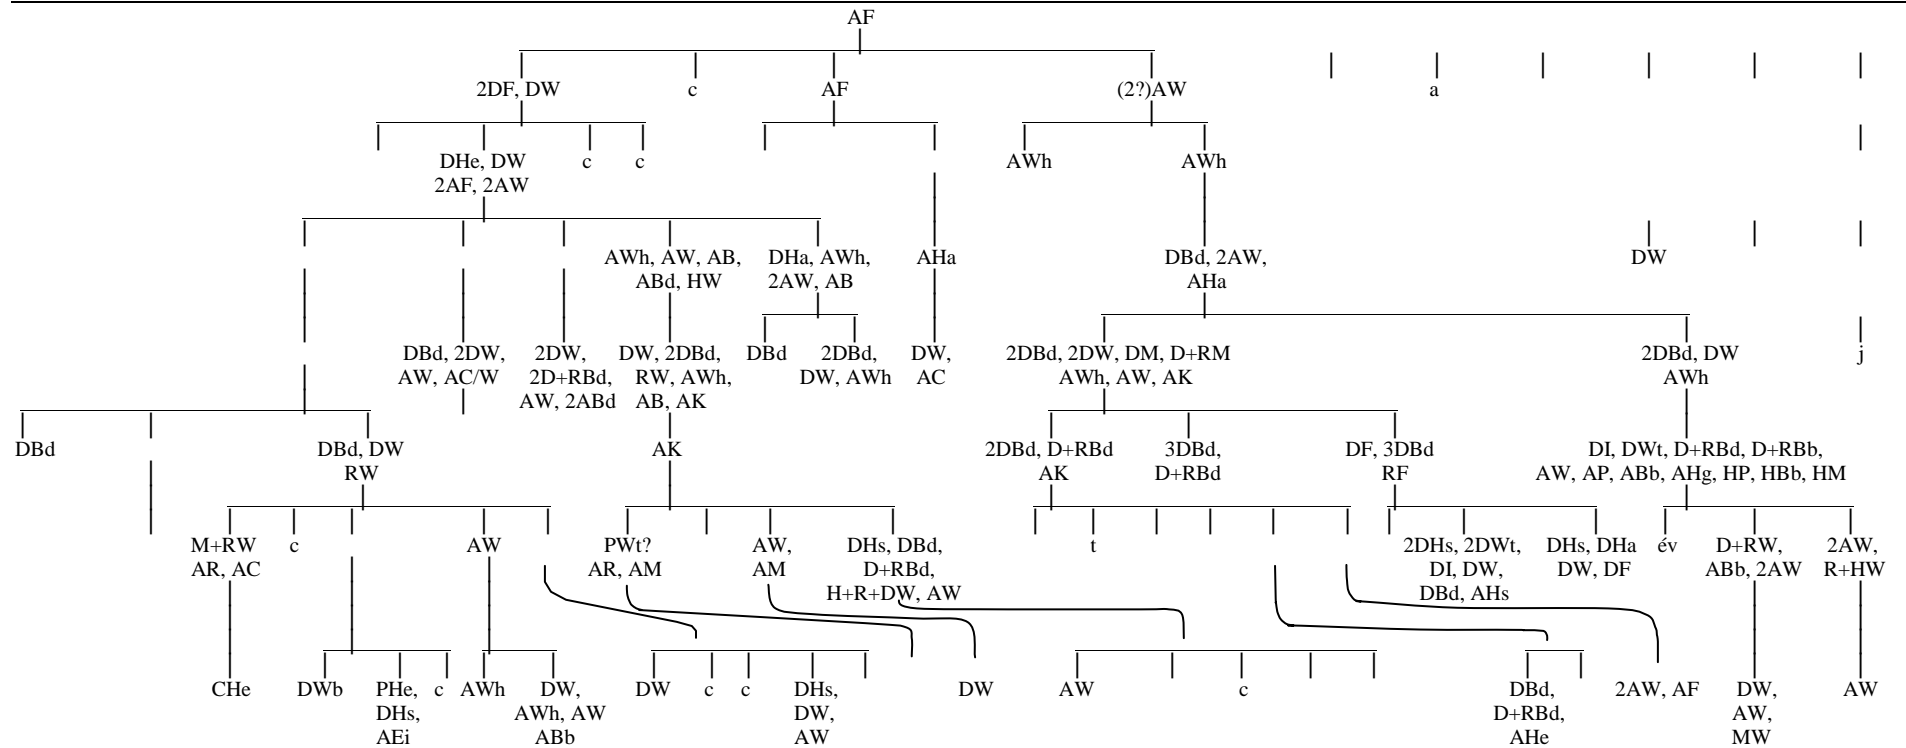 AF
2DF, DW c AF (2?)AW a
DHe, DW c c AWh AWh
2AF, 2AW
AWh, AW, AB, DHa, AWh, AHa DBd, 2AW, DW
ABd, HW 2AW, AB AHa
DBd, 2DW, 2DW, DW, 2DBd, DBd 2DBd, DW, 2DBd, 2DW, DM, D+RM 2DBd, DW j
AW, AC/W 2D+RBd, RW, AWh, DW, AWh AC AWh, AW, AK AWh
AW, 2ABd AB, AK
DBd DBd, DW AK 2DBd, D+RBd 3DBd, DF, 3DBd DI, DWt, D+RBd, D+RBb,
RW AK D+RBd RF AW, AP, ABb, AHg, HP, HBb, HM
M+RW c AW PWt? AW, DHs, DBd, t 2DHs, 2DWt, DHs, DHa év D+RW, 2AW,
AR, AC AR, AM AM D+RBd, DI, DW, DW, DF ABb, 2AW R+HW
H+R+DW, AW DBd, AHs
CHe DWb PHe, c AWh DW, DW c c DHs, DW AW c DBd, 2AW, AF DW, AW
DHs, AWh, AW DW, D+RBd, AW,
AEi ABb AW AHe MW